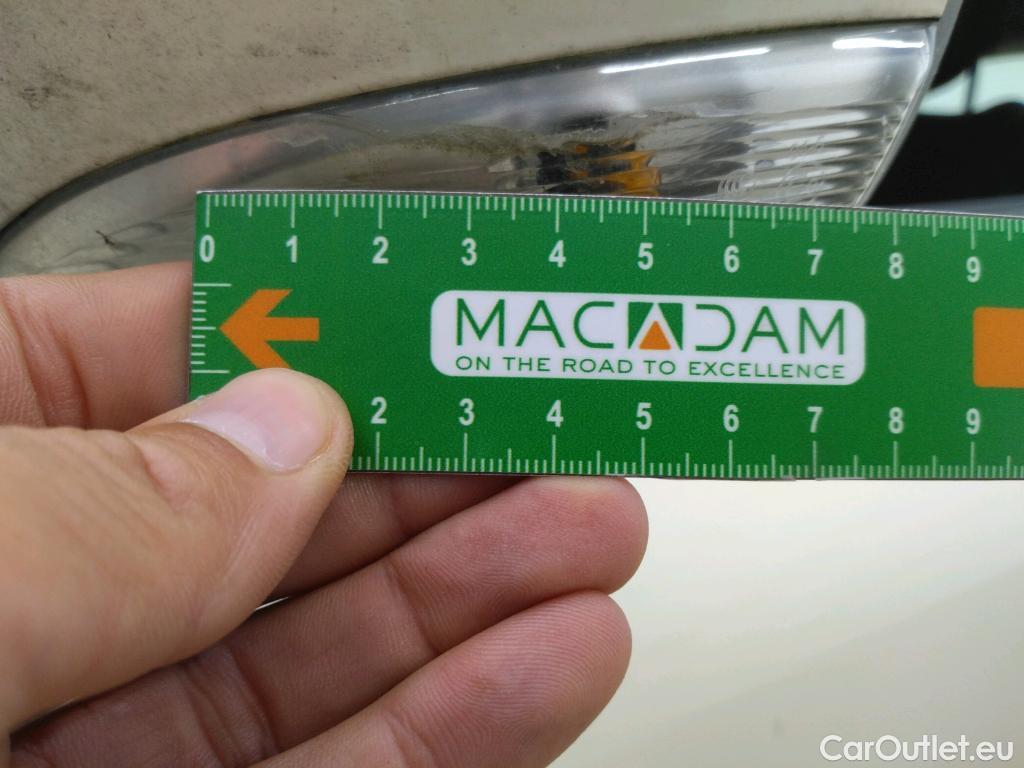 0 1 2 3 4 5 6 7 8 9
MACADAM
ON THE ROAD TO EXCELLENCE
2 3 4 5 6 7 8 9
CarOutlet.eu